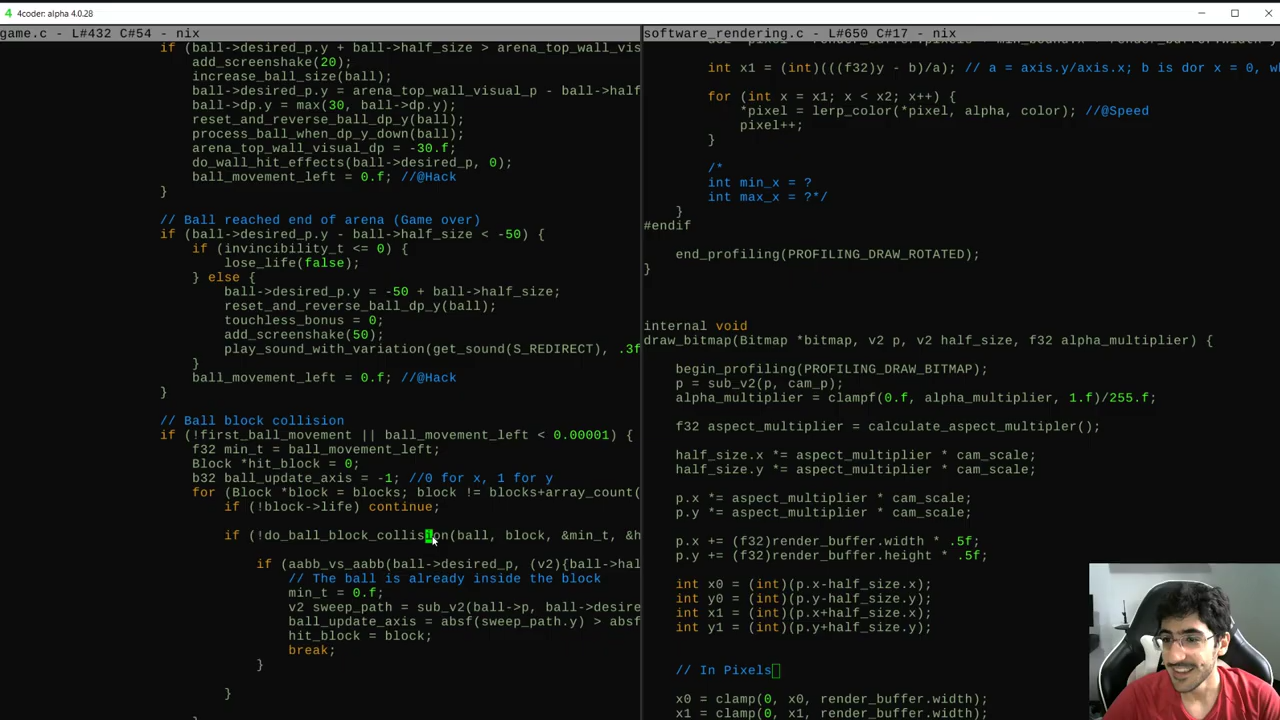 4coder: alpha 4.0.28
game.c - L#432 C#54 - nix
if (ball->desired_p.y + ball->half_size > arena_top_wall_vis
add_screenshake(20);
increase_ball_size(ball);
ball->desired_p.y = arena_top_wall_visual_p - ball->half
ball->dp.y = max(30, ball->dp.y);
reset_and_reverse_ball_dp_y(ball);
process_ball_when_dp_y_down(ball);
arena_top_wall_visual_dp = -30.f;
do_wall_hit_effects(ball->desired_p, 0);
ball_movement_left = 0.f; //@Hack
}
// Ball reached end of arena (Game over)
if (ball->desired_p.y - ball->half_size < -50) {
if (invincibility_t <= 0) {
lose_life(false);
} else {
ball->desired_p.y = -50 + ball->half_size;
reset_and_reverse_ball_dp_y(ball);
touchless_bonus = 0;
add_screenshake(50);
play_sound_with_variation(get_sound(S_REDIRECT), .3f
}
ball_movement_left = 0.f; //@Hack
}
// Ball block collision
if (!first_ball_movement || ball_movement_left < 0.00001) {
f32 min_t = ball_movement_left;
Block *hit_block = 0;
b32 ball_update_axis = -1; //0 for x, 1 for y
for (Block *block = blocks; block != blocks+array_count(
if (!block->life) continue;
if (!do_ball_block_collision(ball, block, &min_t, &h
if (aabb_vs_aabb(ball->desired_p, (v2){ball->hal
// The ball is already inside the block
min_t = 0.f;
v2 sweep_path = sub_v2(ball->p, ball->desire
ball_update_axis = absf(sweep_path.y) > absf
hit_block = block;
break;
}
}
software_rendering.c - L#650 C#17 - nix
int x1 = (int)(((f32)y - b)/a); // a = axis.y/axis.x; b is dor x = 0, w
for (int x = x1; x < x2; x++) {
*pixel = lerp_color(*pixel, alpha, color); //@Speed
pixel++;
}
/*
int min_x = ?
int max_x = ?*/
}
#endif
end_profiling(PROFILING_DRAW_ROTATED);
}
internal void
draw_bitmap(Bitmap *bitmap, v2 p, v2 half_size, f32 alpha_multiplier) {
begin_profiling(PROFILING_DRAW_BITMAP);
p = sub_v2(p, cam_p);
alpha_multiplier = clampf(0.f, alpha_multiplier, 1.f)/255.f;
f32 aspect_multiplier = calculate_aspect_multipler();
half_size.x *= aspect_multiplier * cam_scale;
half_size.y *= aspect_multiplier * cam_scale;
p.x *= aspect_multiplier * cam_scale;
p.y *= aspect_multiplier * cam_scale;
p.x += (f32)render_buffer.width * .5f;
p.y += (f32)render_buffer.height * .5f;
int x0 = (int)(p.x-half_size.x);
int y0 = (int)(p.y-half_size.y);
int x1 = (int)(p.x+half_size.x);
int y1 = (int)(p.y+half_size.y);
// In Pixels
x0 = clamp(0, x0, render_buffer.width);
x1 = clamp(0, x1, render_buffer.width);